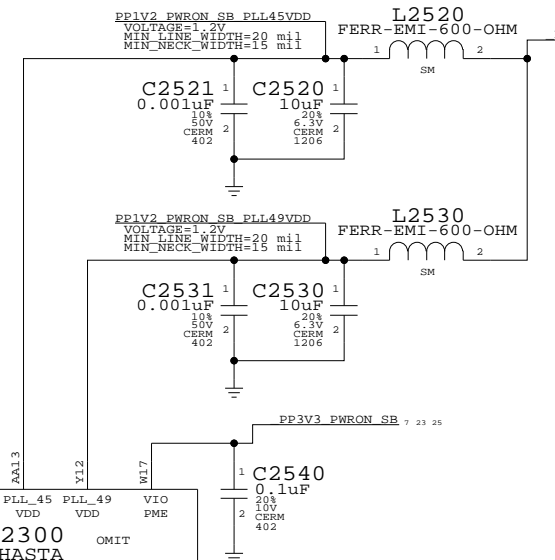 L2520
PP1V2_PWRON_SB_PLL45VDD
FERR-EMI-600-OHM
VOLTAGE=1.2V
MIN_LINE_WIDTH=20 mil
MIN_NECK_WIDTH=15 mil
1
2
SM
C2521
1
0.001uF
10%
50V
CERM
402
2
C2520
1
10uF
20%
6.3V
CERM
1206
2
PP1V2_PWRON_SB_PLL49VDD
L2530
VOLTAGE=1.2V
MIN_LINE_WIDTH=20 mil
MIN_NECK_WIDTH=15 mil
FERR-EMI-600-OHM
1
2
SM
C2531
1
0.001uF
10%
50V
CERM
402
2
C2530
1
10uF
20%
6.3V
CERM
1206
2
PP3V3_PWRON_SB 7 23 25
AA13
Y12
W17
1
C2540
0.1uF
20%
10V
CERM
402
2
PLL_45
VDD
PLL_49
VDD
VIO
PME
2300
HASTA
OMIT